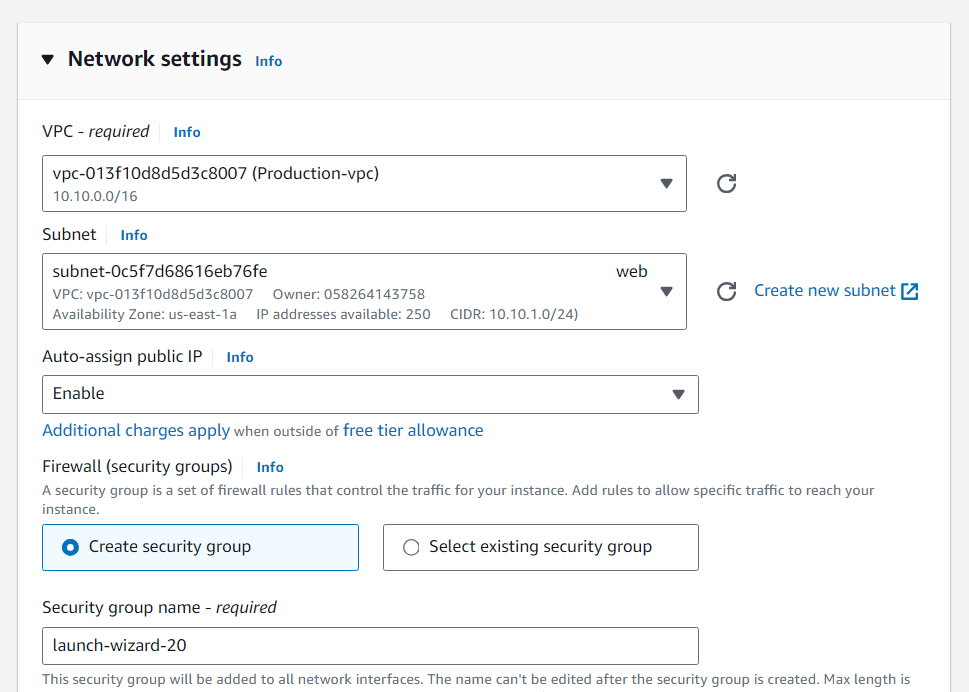 Network settings Info
VPC - required Info
vpc-013f10d8d5d3c8007 (Production-vpc)
10.10.0.0/16
Subnet Info
subnet-0c5f7d68616eb76fe web
VPC: vpc-013f10d8d5d3c8007 Owner: 058264143758
Availability Zone: us-east-1a IP addresses available: 250 CIDR: 10.10.1.0/24)
Create new subnet
Auto-assign public IP Info
Enable
Additional charges apply when outside of free tier allowance
Firewall (security groups) Info
A security group is a set of firewall rules that control the traffic for your instance. Add rules to allow specific traffic to reach your
instance.
Create security group Select existing security group
Security group name - required
launch-wizard-20
This security group will be added to all network interfaces. The name can't be edited after the security group is created. Max length is